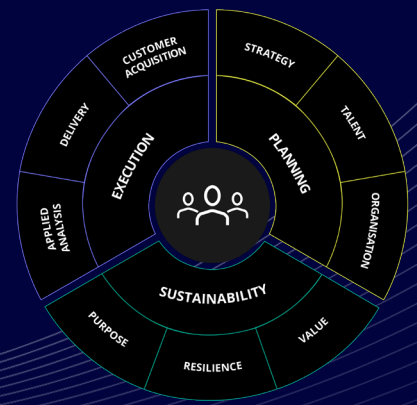 CUSTOMER
ACQUISITION
STRATEGY
DELIVERY
TALENT
EXECUTION
PLANNING
APPLIED
ANALYSIS
ORGANISATION
SUSTAINABILITY
PURPOSE
RESILIENCE
VALUE